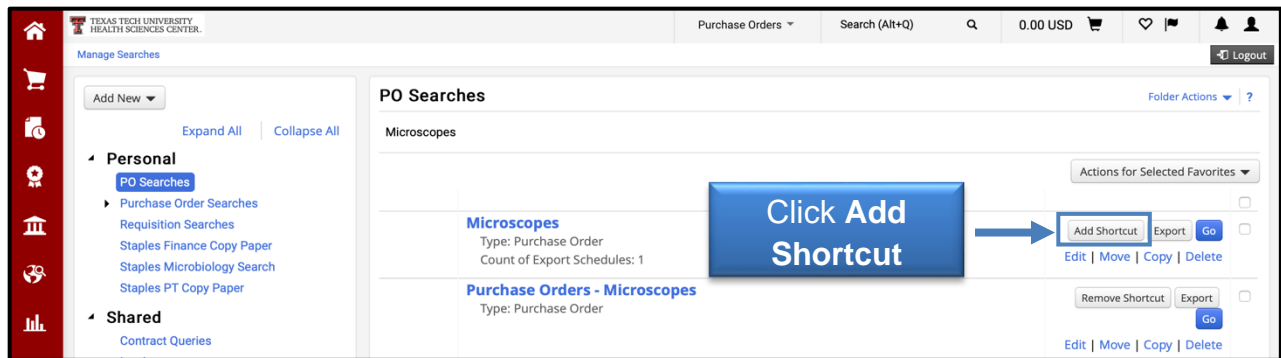 TEXAS TECH UNIVERSITY
HEALTH SCIENCES CENTER.
Purchase Orders
Search (Alt+Q)
0.00 USD
Manage Searches
Logout
Add New
Expand All
Collapse All
Personal
PO Searches
Purchase Order Searches
Requisition Searches
Staples Finance Copy Paper
Staples Microbiology Search
Staples PT Copy Paper
Shared
Contract Queries
PO Searches
Folder Actions
?
Microscopes
Actions for Selected Favorites
Microscopes
Type: Purchase Order
Count of Export Schedules: 1
Click Add
Shortcut
Add Shortcut
Export
Go
Edit | Move | Copy | Delete
Purchase Orders - Microscopes
Type: Purchase Order
Remove Shortcut
Export
Go
Edit | Move | Copy | Delete